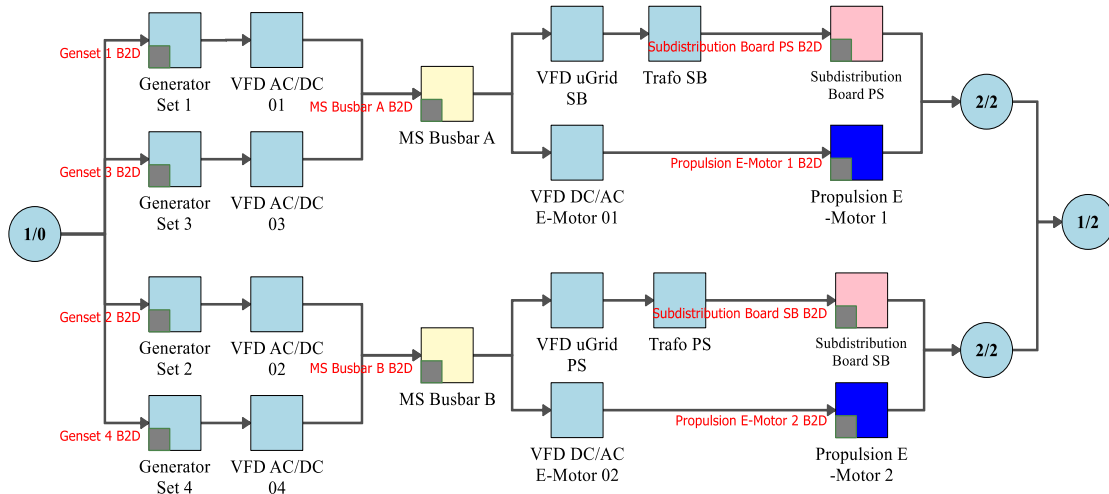 Genset 1 B2D
Generator
Set 1
VFD AC/DC
01
MS Busbar A B2D
MS Busbar A
VFD uGrid
SB
Trafo SB
Subdistribution Board PS B2D
Subdistribution
Board PS
2/2
Genset 3 B2D
Generator
Set 3
VFD AC/DC
03
VFD DC/AC
E-Motor 01
Propulsion E-Motor 1 B2D
Propulsion E
-Motor 1
1/0
1/2
Genset 2 B2D
Generator
Set 2
VFD AC/DC
02
MS Busbar B B2D
MS Busbar B
VFD uGrid
PS
Trafo PS
Subdistribution Board SB B2D
Subdistribution
Board SB
2/2
Genset 4 B2D
Generator
Set 4
VFD AC/DC
04
VFD DC/AC
E-Motor 02
Propulsion E-Motor 2 B2D
Propulsion E
-Motor 2